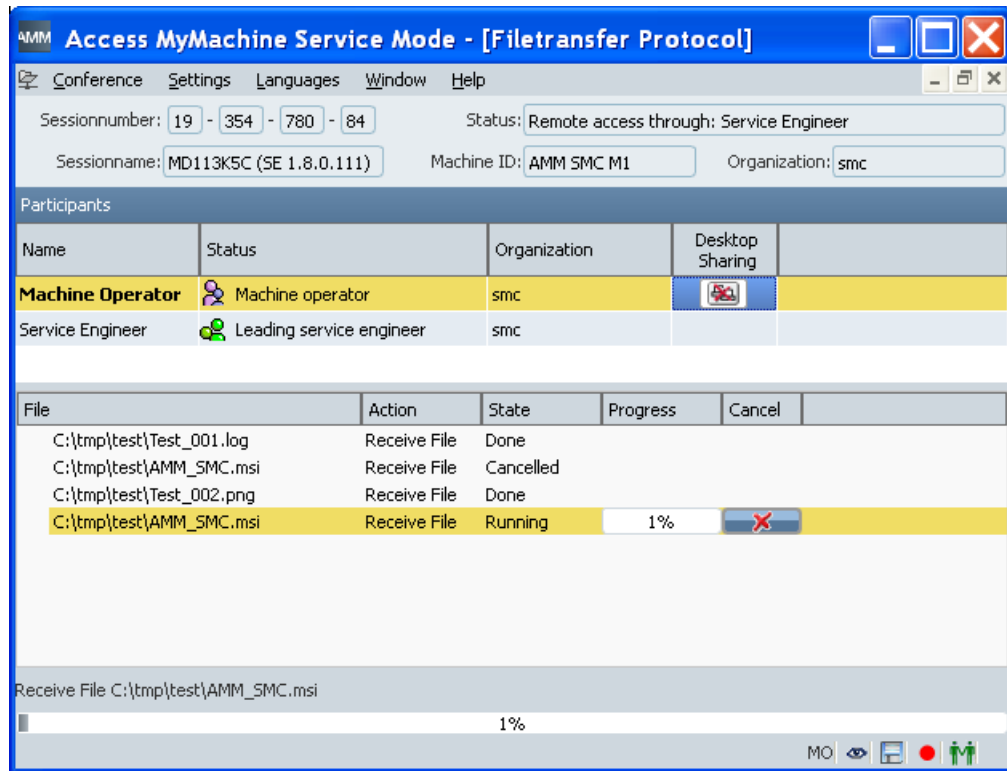 AMM Access MyMachine Service Mode - [Filetransfer Protocol]
Conference Settings Languages Window Help
Sessionnumber: 19 - 354 - 780 - 84 Status: Remote access through: Service Engineer
Sessionname: MD113K5C (SE 1.8.0.111) Machine ID: AMM SMC M1 Organization: smc
Participants
Name Status Organization Desktop Sharing
Machine Operator Machine operator smc
Service Engineer Leading service engineer smc
File Action State Progress Cancel
C:\tmp\test\Test_001.log Receive File Done
C:\tmp\test\AMM_SMC.msi Receive File Cancelled
C:\tmp\test\Test_002.png Receive File Done
C:\tmp\test\AMM_SMC.msi Receive File Running 1%
Receive File C:\tmp\test\AMM_SMC.msi
1%
MO